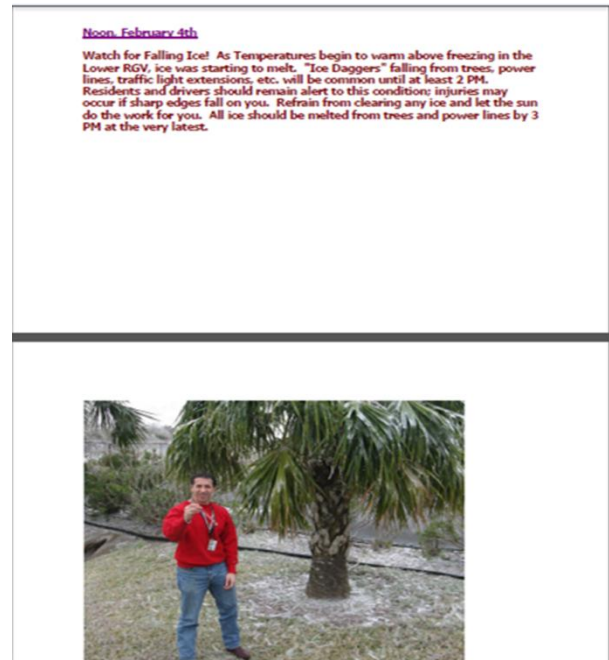 Noon, February 4th
Watch for Falling Ice!  As Temperatures begin to warm above freezing in the
Lower RGV, ice was starting to melt.  "Ice Daggers" falling from trees, power
lines, traffic light extensions, etc. will be common until at least 2 PM.
Residents and drivers should remain alert to this condition; injuries may
occur if sharp edges fall on you.  Refrain from clearing any ice and let the sun
do the work for you.  All ice should be melted from trees and power lines by 3
PM at the very latest.